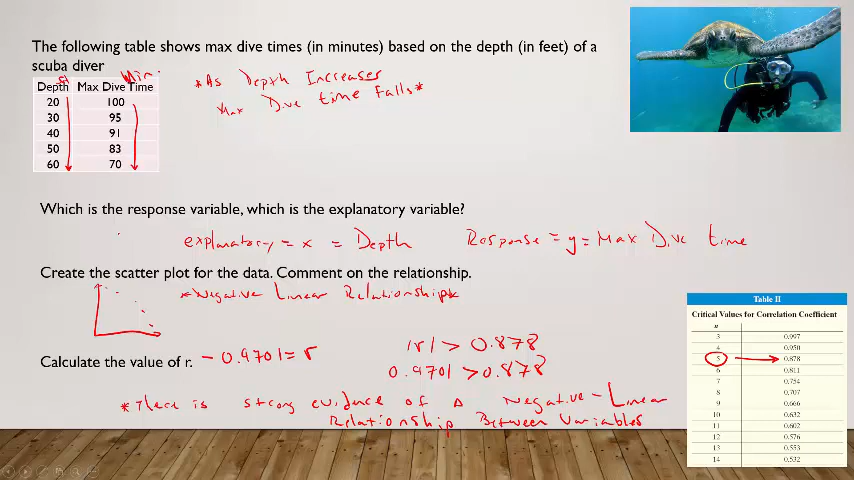 The following table shows max dive times (in minutes) based on the depth (in feet) of a
scuba diver
ft Min
Depth Max Dive Time
20 100
30 95
40 91
50 83
60 70
*As Depth Increases
Max Dive time Falls*
Which is the response variable, which is the explanatory variable?
explanatory = x = Depth Response = y = Max Dive time
Create the scatter plot for the data. Comment on the relationship.
*Negative Linear Relationship*
Calculate the value of r. -0.9701 = r
|r| > 0.878
0.9701 > 0.878
*There is strong evidence of a Negative-Linear
Relationship Between Variables
Table II
Critical Values for Correlation Coefficient
n
3 0.997
4 0.950
5 0.878
6 0.811
7 0.754
8 0.707
9 0.666
10 0.632
11 0.602
12 0.576
13 0.553
14 0.532